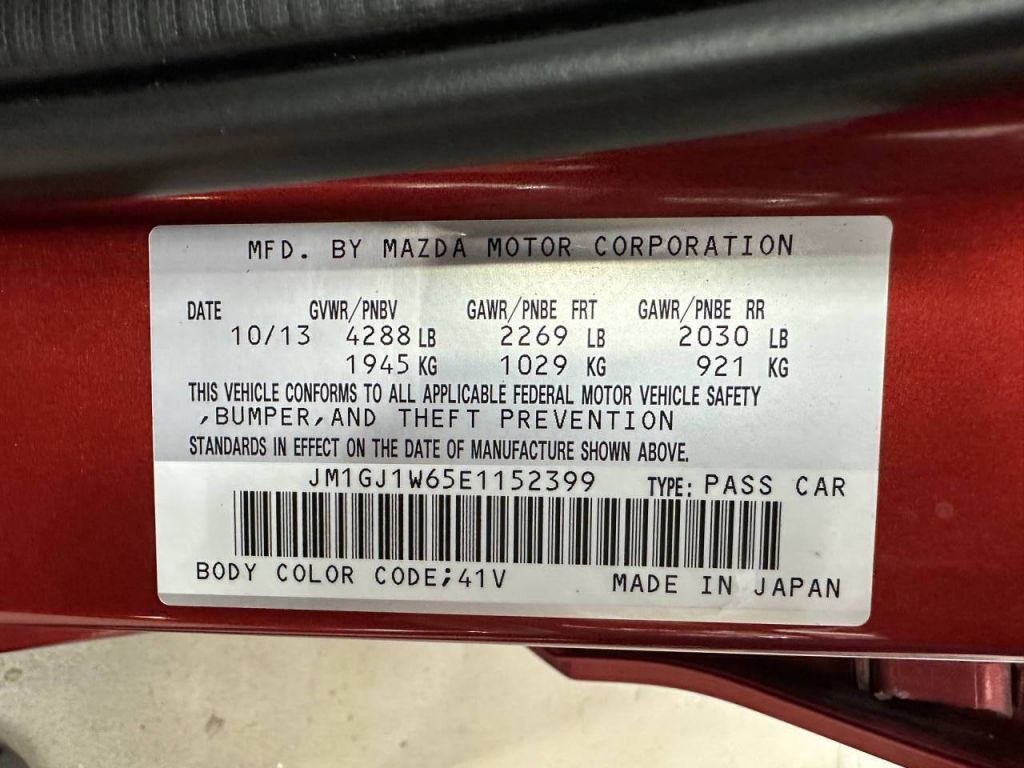 MFD. BY MAZDA MOTOR CORPORATION
DATE GVWR/PNBV GAWR/PNBE FRT GAWR/PNBE RR
10/13 4288 LB 2269 LB 2030 LB
1945 KG 1029 KG 921 KG
THIS VEHICLE CONFORMS TO ALL APPLICABLE FEDERAL MOTOR VEHICLE SAFETY
,BUMPER,AND THEFT PREVENTION
STANDARDS IN EFFECT ON THE DATE OF MANUFACTURE SHOWN ABOVE.
JM1GJ1W65E1152399 TYPE: PASS CAR
BODY COLOR CODE;41V MADE IN JAPAN